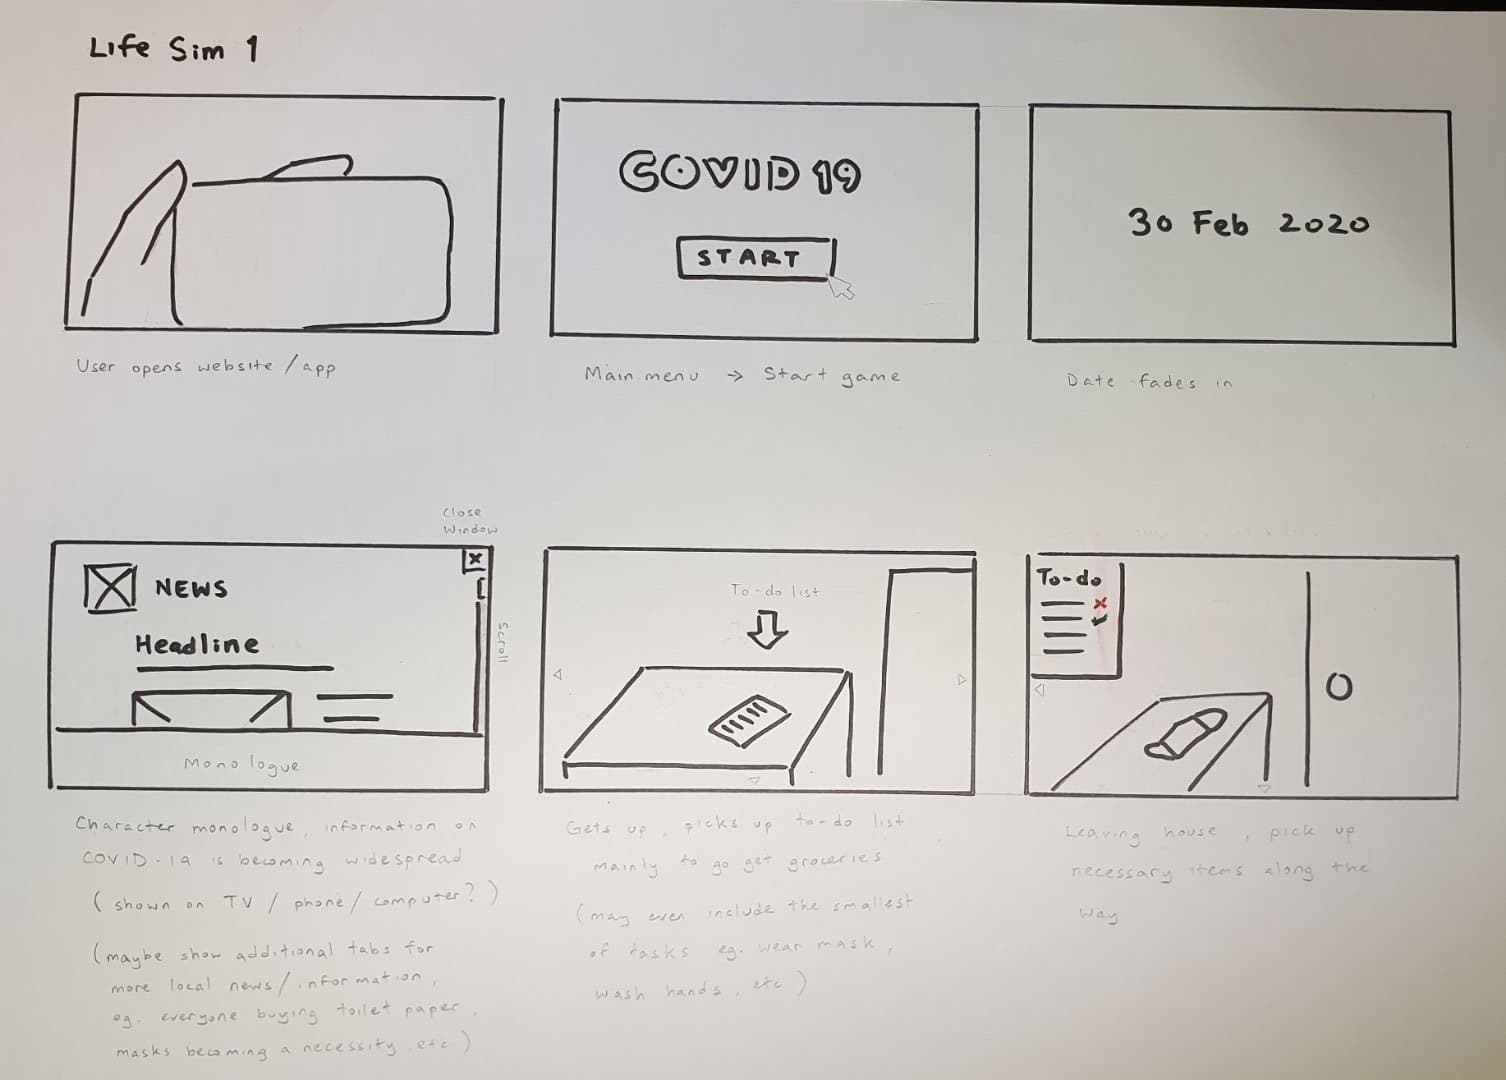 Life Sim 1
User opens website / app
COVID 19
START
Main menu → Start game
30 Feb 2020
Date fades in
Close
Window
X
NEWS
Headline
Scroll
Monologue
Character monologue, information on
COVID-19 is becoming widespread
( shown on TV / phone / computer? )
(maybe show additional tabs for
more local news / information,
eg. everyone buying toilet paper,
masks becoming a necessity, etc )
To-do list
Gets up, picks up to-do list
mainly to go get groceries
(may even include the smallest
of tasks eg. wear mask,
wash hands, etc )
To-do
Leaving house, pick up
necessary items along the
way